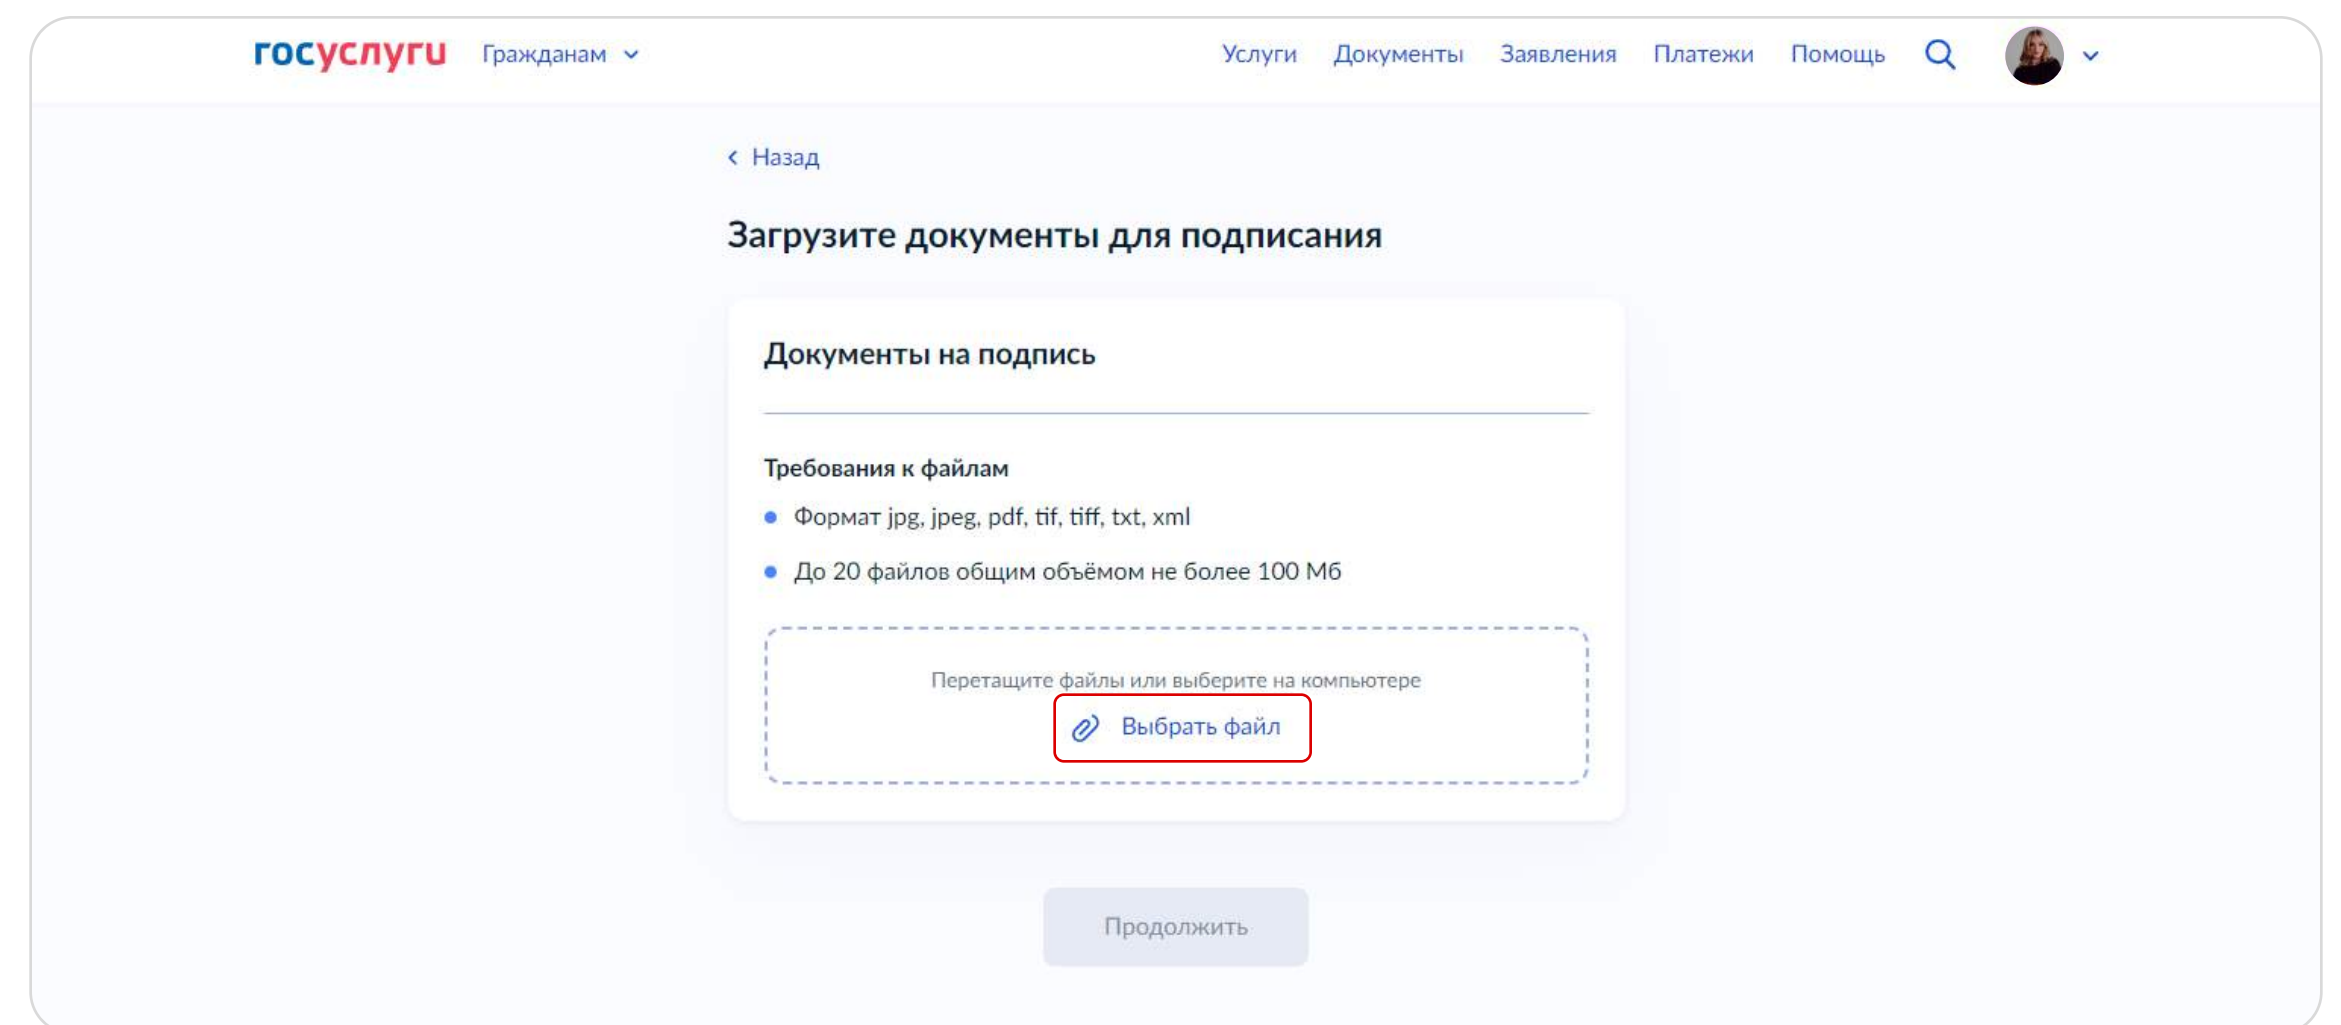 госуслуги Гражданам Услуги Документы Заявления Платежи Помощь
Назад
Загрузите документы для подписания
Документы на подпись
Требования к файлам
Формат jpg, jpeg, pdf, tif, tiff, txt, xml
До 20 файлов общим объёмом не более 100 Мб
Перетащите файлы или выберите на компьютере
Выбрать файл
Продолжить